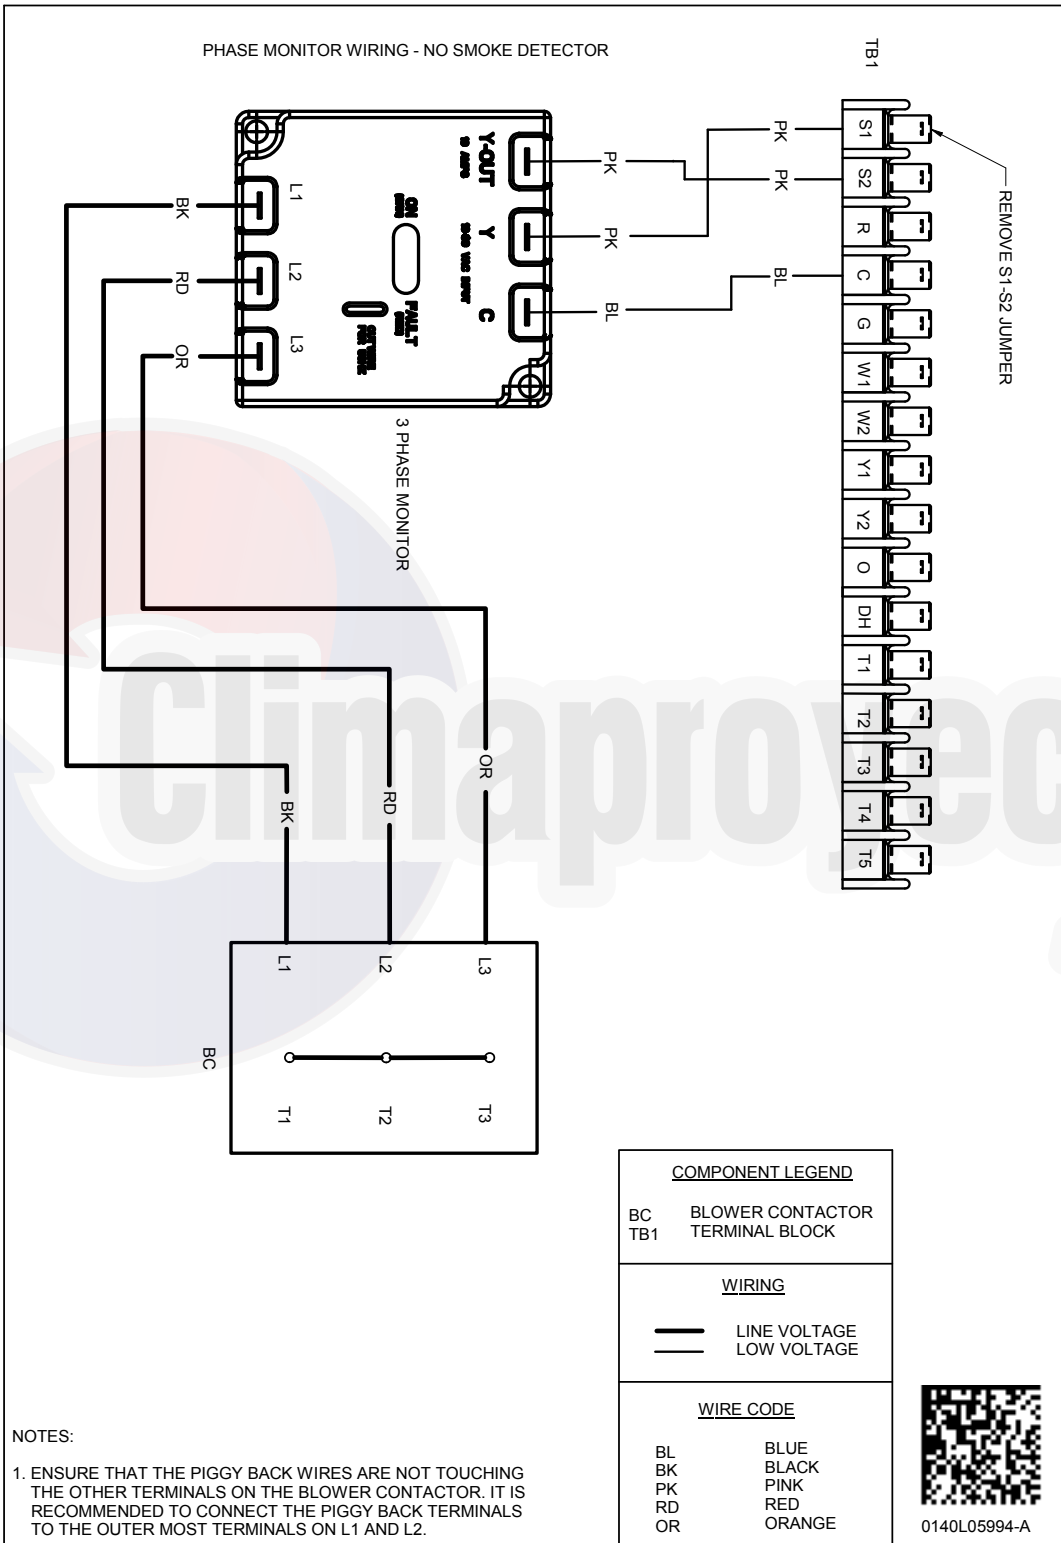 PHASE MONITOR WIRING - NO SMOKE DETECTOR
TB1
S1
S2
R
C
G
W1
W2
Y1
Y2
O
DH
T1
T2
T3
T4
T5
REMOVE S1-S2 JUMPER
PK
PK
BL
PK
PK
BL
Y-OUT
10 AMPS
Y
C
ON
FAULT
L1
L2
L3
BK
RD
OR
3 PHASE MONITOR
OR
RD
BK
Climaproyec
L1
L2
L3
BC
T1
T2
T3
COMPONENT LEGEND
BC BLOWER CONTACTOR
TB1 TERMINAL BLOCK
WIRING
LINE VOLTAGE
LOW VOLTAGE
WIRE CODE
BL BLUE
BK BLACK
PK PINK
RD RED
OR ORANGE
0140L05994-A
NOTES:
1. ENSURE THAT THE PIGGY BACK WIRES ARE NOT TOUCHING
THE OTHER TERMINALS ON THE BLOWER CONTACTOR. IT IS
RECOMMENDED TO CONNECT THE PIGGY BACK TERMINALS
TO THE OUTER MOST TERMINALS ON L1 AND L2.